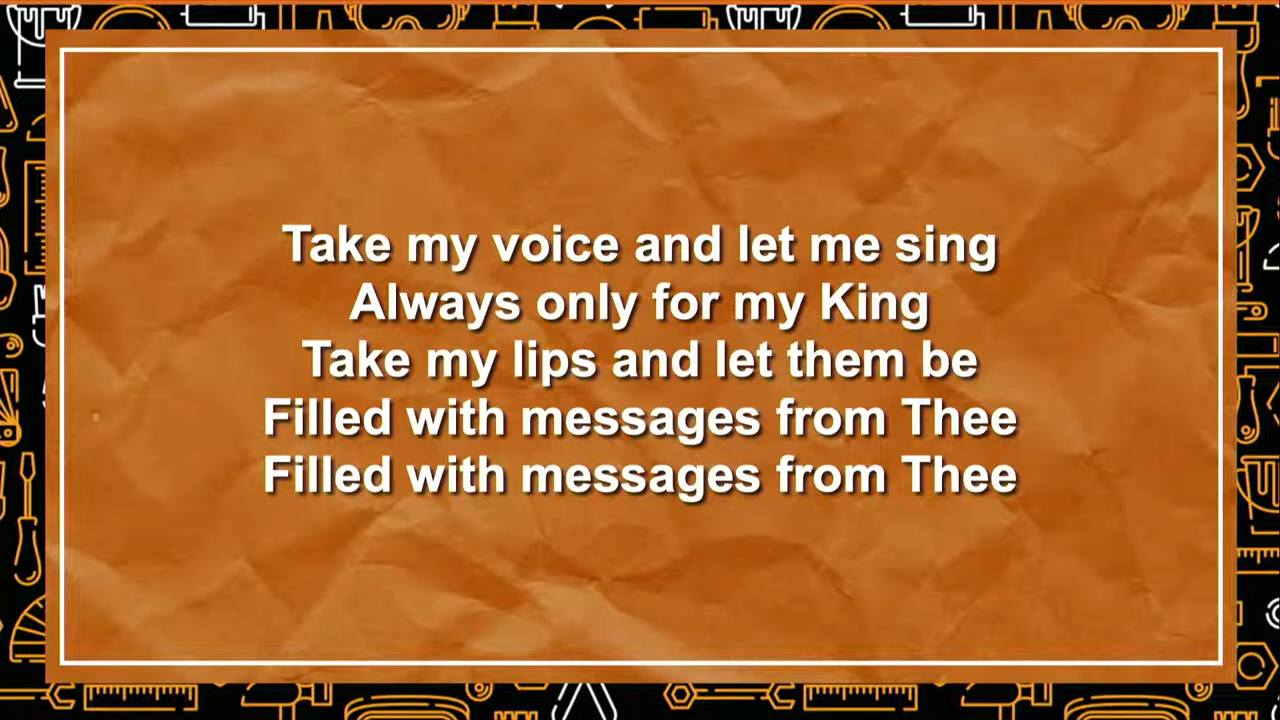 Take my voice and let me sing
Always only for my King
Take my lips and let them be
Filled with messages from Thee
Filled with messages from Thee